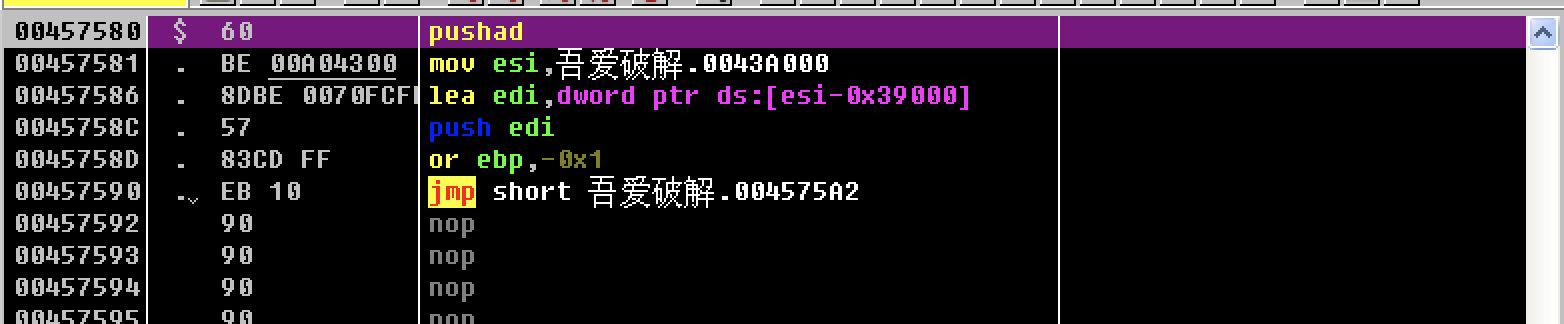 00457580 $ 60 pushad
00457581 . BE 00A04300 mov esi,吾爱破解.0043A000
00457586 . 8DBE 0070FCFF lea edi,dword ptr ds:[esi-0x39000]
0045758C . 57 push edi
0045758D . 83CD FF or ebp,-0x1
00457590 . EB 10 jmp short 吾爱破解.004575A2
00457592 90 nop
00457593 90 nop
00457594 90 nop
00457595 90 nop